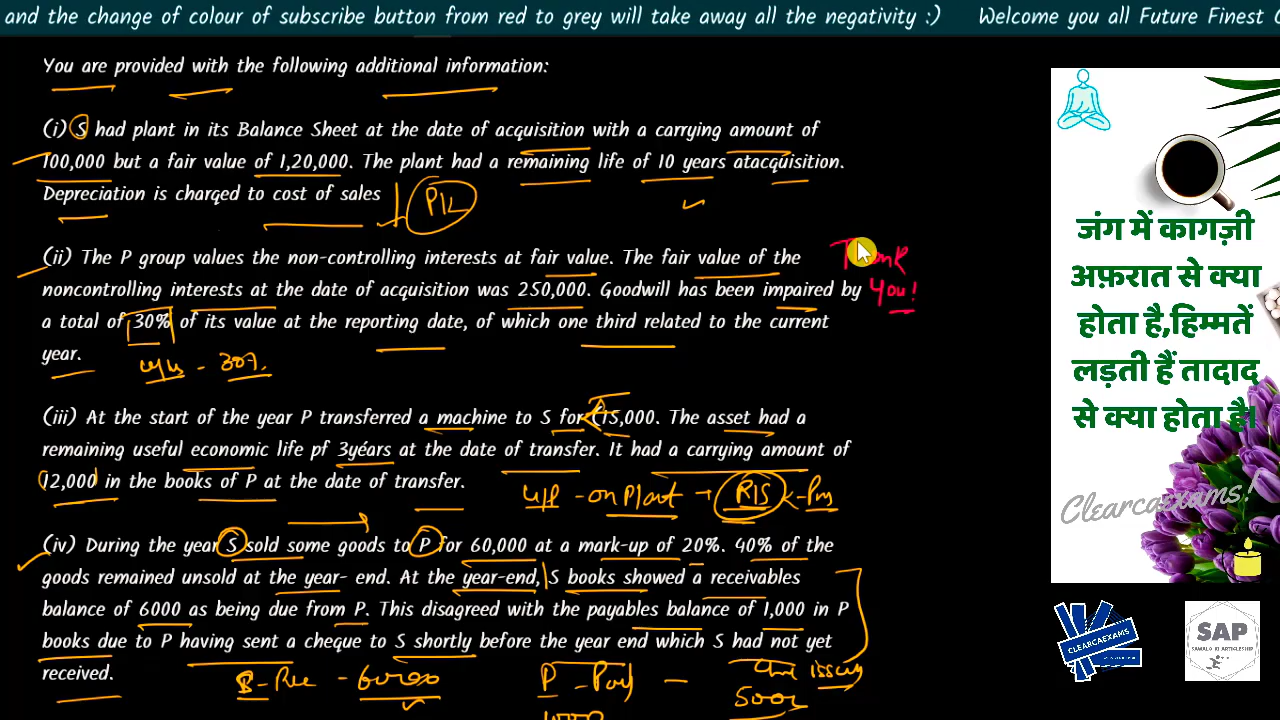 and the change of colour of subscribe button from red to grey will take away all the negativity :) Welcome you all Future Finest
You are provided with the following additional information:
(i) S had plant in its Balance Sheet at the date of acquisition with a carrying amount of
100,000 but a fair value of 1,20,000. The plant had a remaining life of 10 years atacquisition.
Depreciation is charged to cost of sales
P/L
(ii) The P group values the non-controlling interests at fair value. The fair value of the
noncontrolling interests at the date of acquisition was 250,000. Goodwill has been impaired by
a total of 30% of its value at the reporting date, of which one third related to the current
year.
Thank
You!
30%
(iii) At the start of the year P transferred a machine to S for 15,000. The asset had a
remaining useful economic life pf 3years at the date of transfer. It had a carrying amount of
12,000 in the books of P at the date of transfer.
U/P - on Plant → P/S
(iv) During the year S sold some goods to P for 60,000 at a mark-up of 20%. 40% of the
goods remained unsold at the year- end. At the year-end, S books showed a receivables
balance of 6000 as being due from P. This disagreed with the payables balance of 1,000 in P
books due to P having sent a cheque to S shortly before the year end which S had not yet
received.
S - Rec - 6000
P - Pay -
1000
5000
जंग में कागज़ी
अफ़रात से क्या
होता है,हिम्मतें
लड़ती हैं तादाद
से क्या होता है।
Clearcaexams!
CLEARCAEXAMS
SAP
SAMALO KI ARTICLESHIP